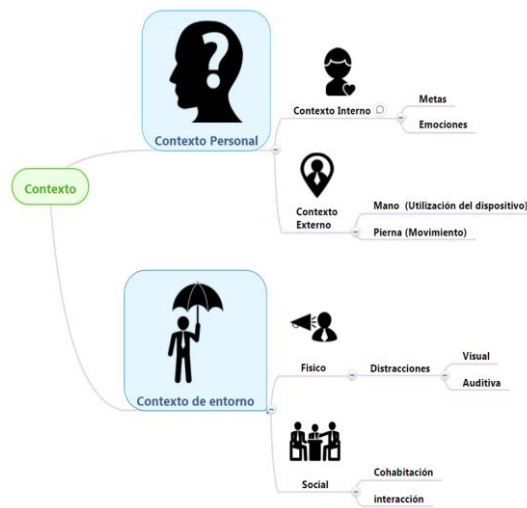 Contexto
Contexto Personal
Contexto Interno
Metas
Emociones
Contexto
Externo
Mano (Utilización del dispositivo)
Pierna (Movimiento)
Contexto de entorno
Fisico
Distracciones
Visual
Auditiva
Social
Cohabitación
interacción